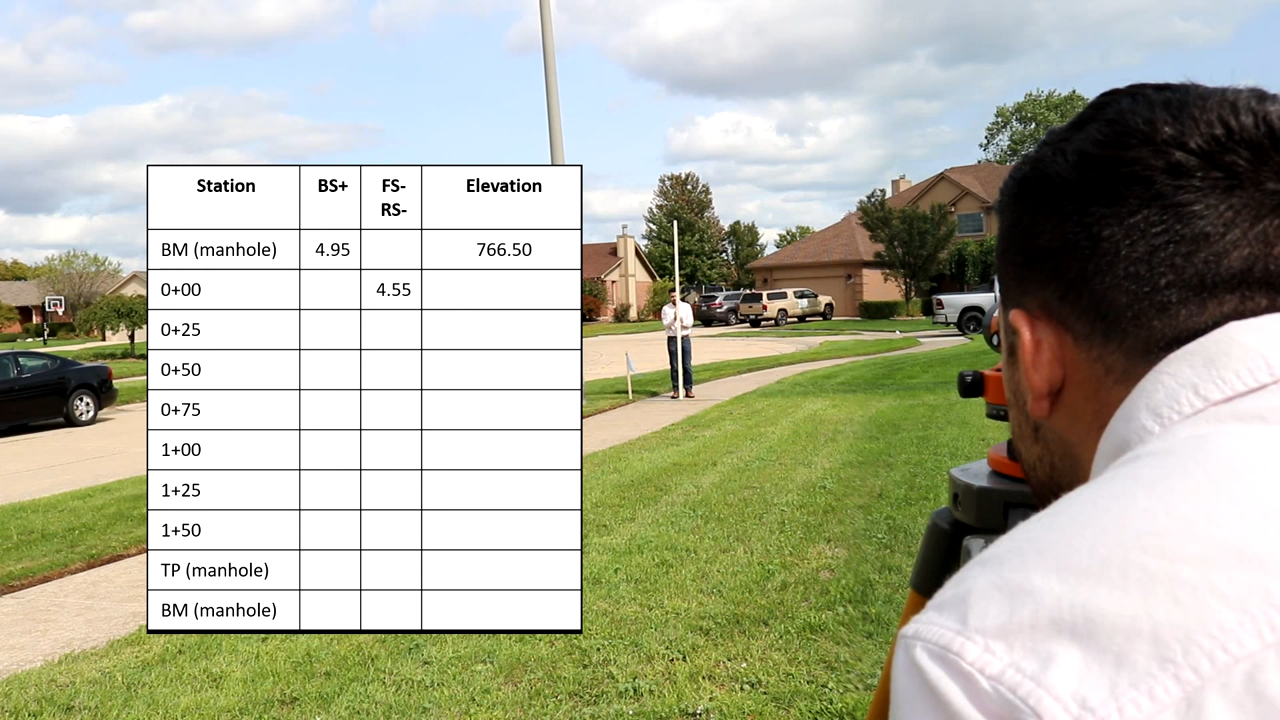 Station BS+ FS- Elevation
RS-
BM (manhole) 4.95 766.50
0+00 4.55
0+25
0+50
0+75
1+00
1+25
1+50
TP (manhole)
BM (manhole)